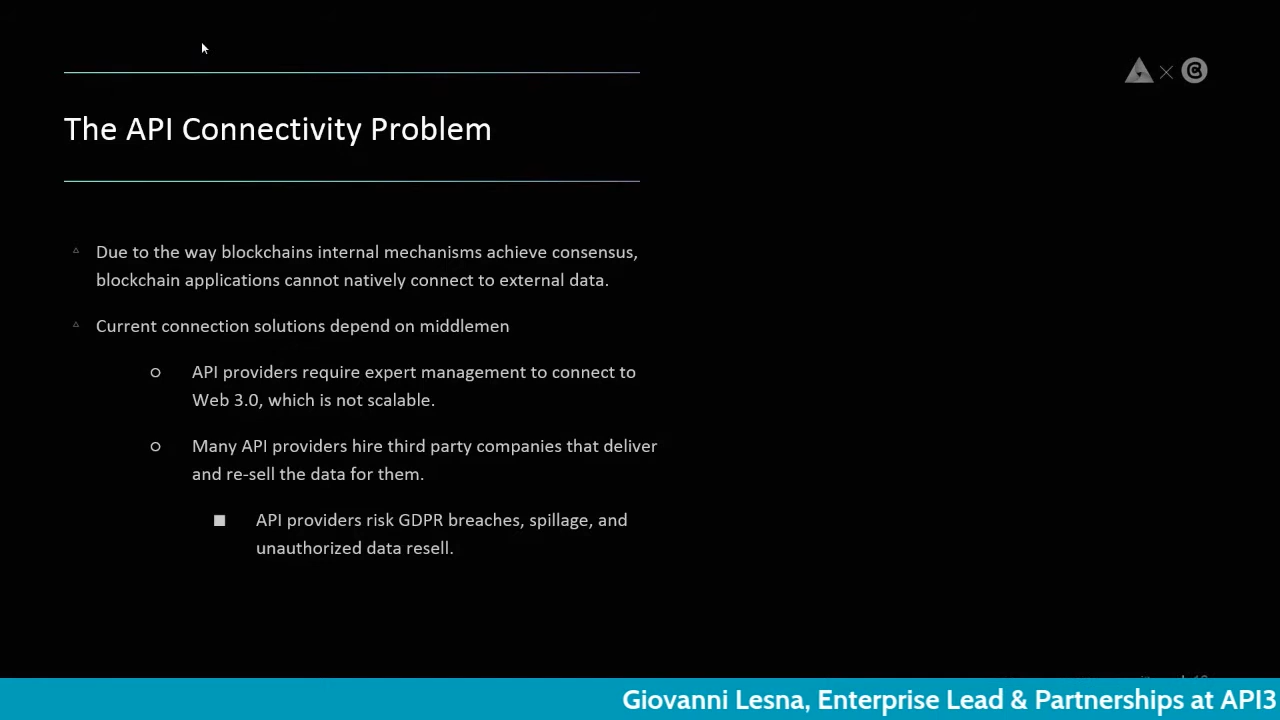 The API Connectivity Problem
Due to the way blockchains internal mechanisms achieve consensus,
blockchain applications cannot natively connect to external data.
Current connection solutions depend on middlemen
API providers require expert management to connect to
Web 3.0, which is not scalable.
Many API providers hire third party companies that deliver
and re-sell the data for them.
API providers risk GDPR breaches, spillage, and
unauthorized data resell.
Giovanni Lesna, Enterprise Lead & Partnerships at API3